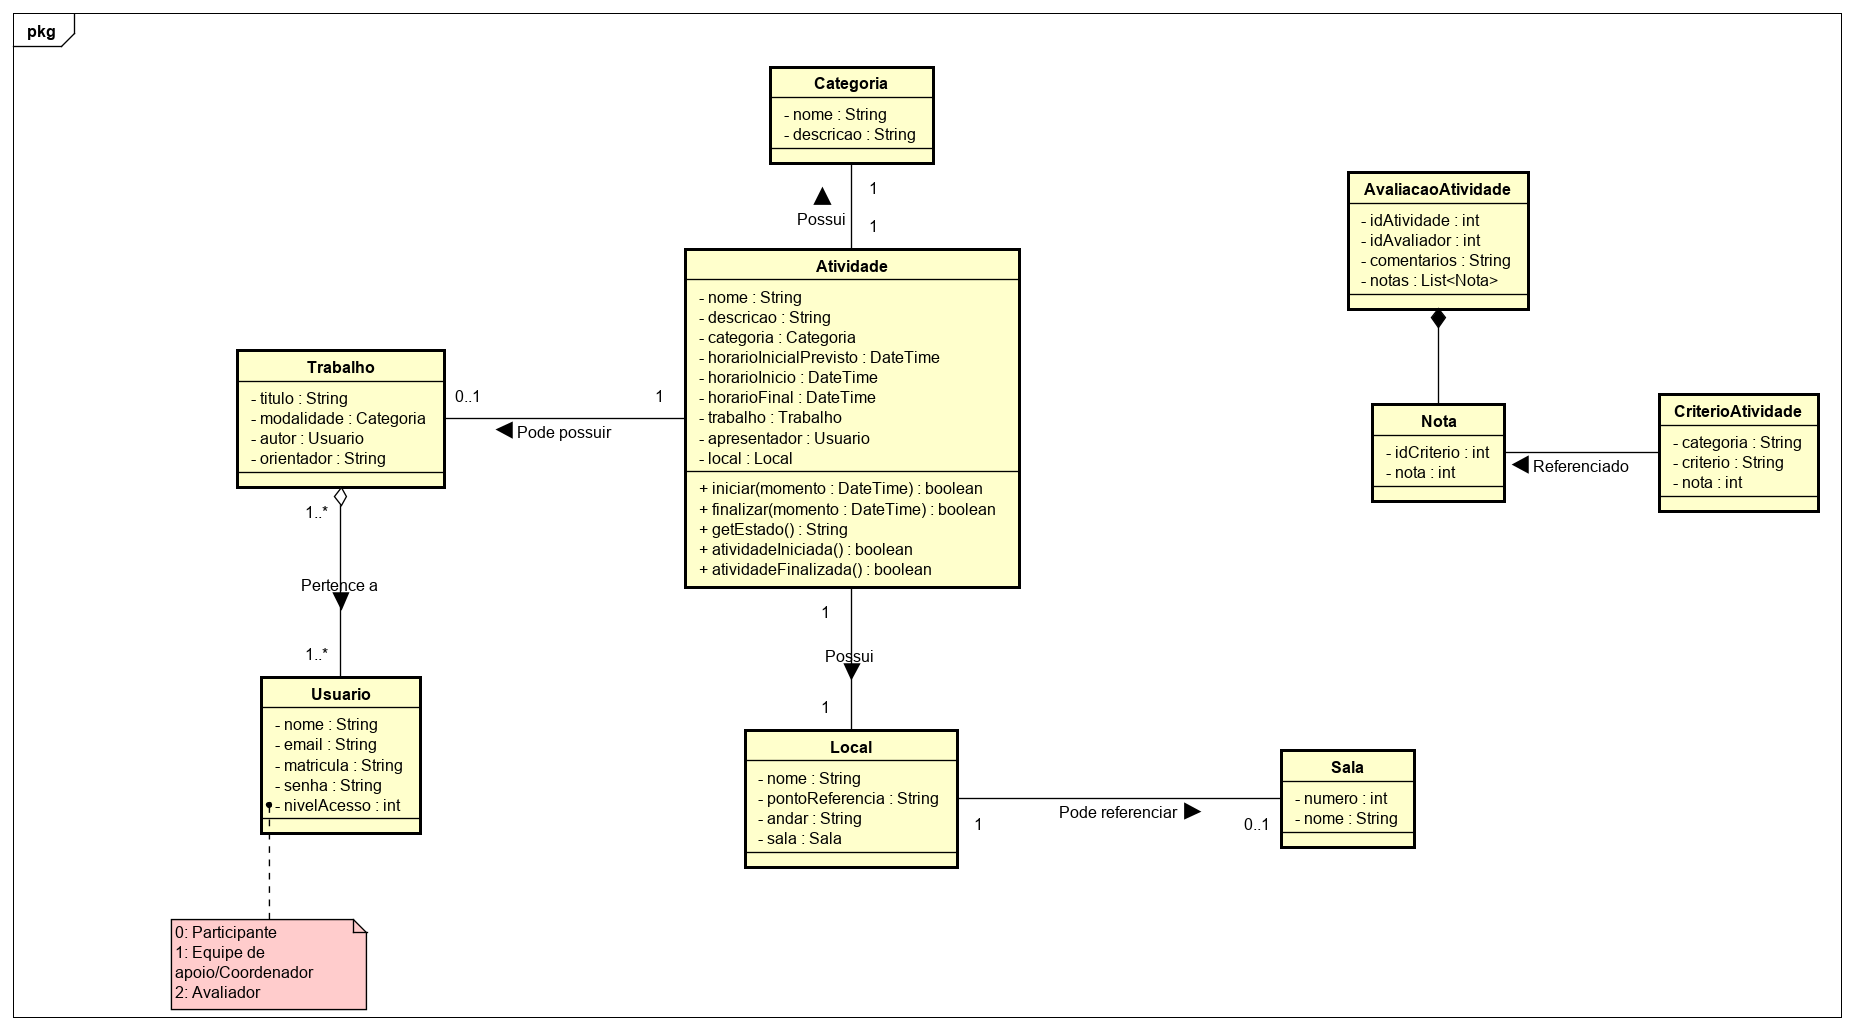 pkg
Categoria
- nome : String
- descricao : String
1
Possui
1
Atividade
- nome : String
- descricao : String
- categoria : Categoria
- horarioInicialPrevisto : DateTime
- horarioInicio : DateTime
- horarioFinal : DateTime
- trabalho : Trabalho
- apresentador : Usuario
- local : Local
+ iniciar(momento : DateTime) : boolean
+ finalizar(momento : DateTime) : boolean
+ getEstado() : String
+ atividadeIniciada() : boolean
+ atividadeFinalizada() : boolean
AvaliacaoAtividade
- idAtividade : int
- idAvaliador : int
- comentarios : String
- notas : List<Nota>
Trabalho
- titulo : String
- modalidade : Categoria
- autor : Usuario
- orientador : String
0..1
1
Pode possuir
Nota
- idCriterio : int
- nota : int
Referenciado
CriterioAtividade
- categoria : String
- criterio : String
- nota : int
1..*
Pertence a
1..*
Usuario
- nome : String
- email : String
- matricula : String
- senha : String
- nivelAcesso : int
1
Possui
1
Local
- nome : String
- pontoReferencia : String
- andar : String
- sala : Sala
1
Pode referenciar
0..1
Sala
- numero : int
- nome : String
0: Participante
1: Equipe de
apoio/Coordenador
2: Avaliador